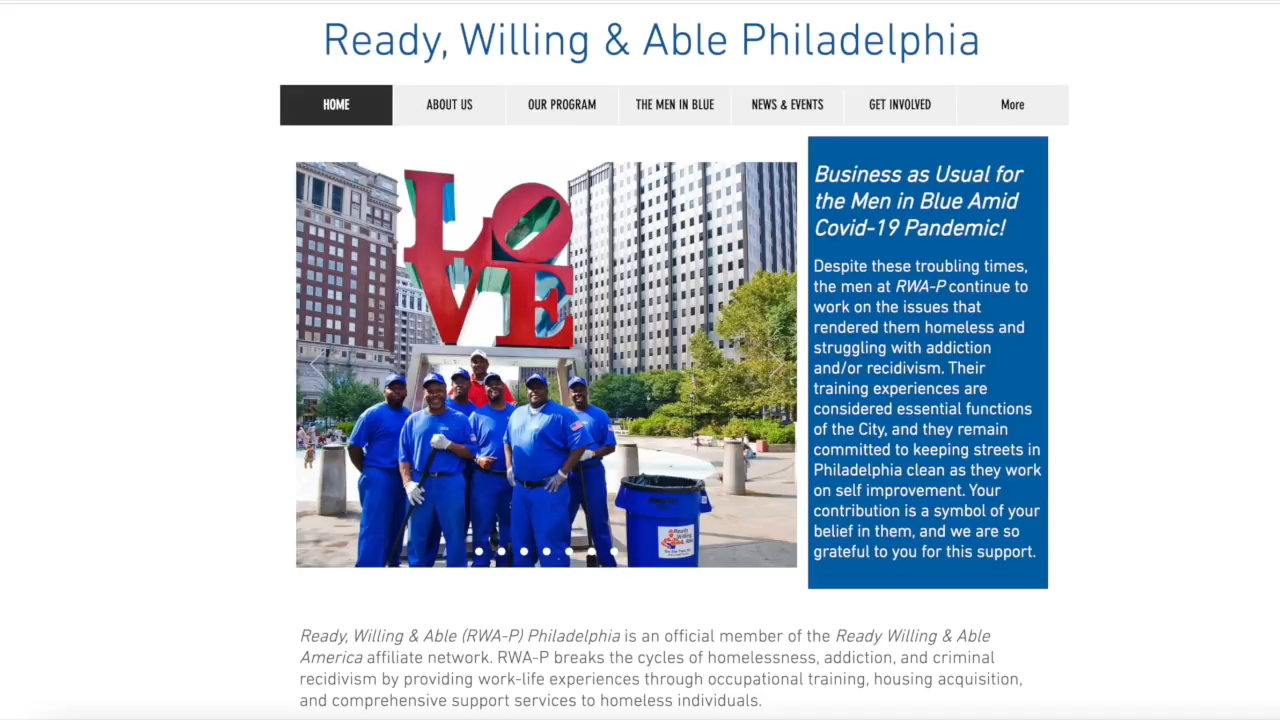 Ready, Willing & Able Philadelphia
HOME
ABOUT US
OUR PROGRAM
THE MEN IN BLUE
NEWS & EVENTS
GET INVOLVED
More
LOVE
Ready
Willing
& Able
Business as Usual for
the Men in Blue Amid
Covid-19 Pandemic!
Despite these troubling times,
the men at RWA-P continue to
work on the issues that
rendered them homeless and
struggling with addiction
and/or recidivism. Their
training experiences are
considered essential functions
of the City, and they remain
committed to keeping streets in
Philadelphia clean as they work
on self improvement. Your
contribution is a symbol of your
belief in them, and we are so
grateful to you for this support.
Ready, Willing & Able (RWA-P) Philadelphia is an official member of the Ready Willing & Able
America affiliate network. RWA-P breaks the cycles of homelessness, addiction, and criminal
recidivism by providing work-life experiences through occupational training, housing acquisition,
and comprehensive support services to homeless individuals.